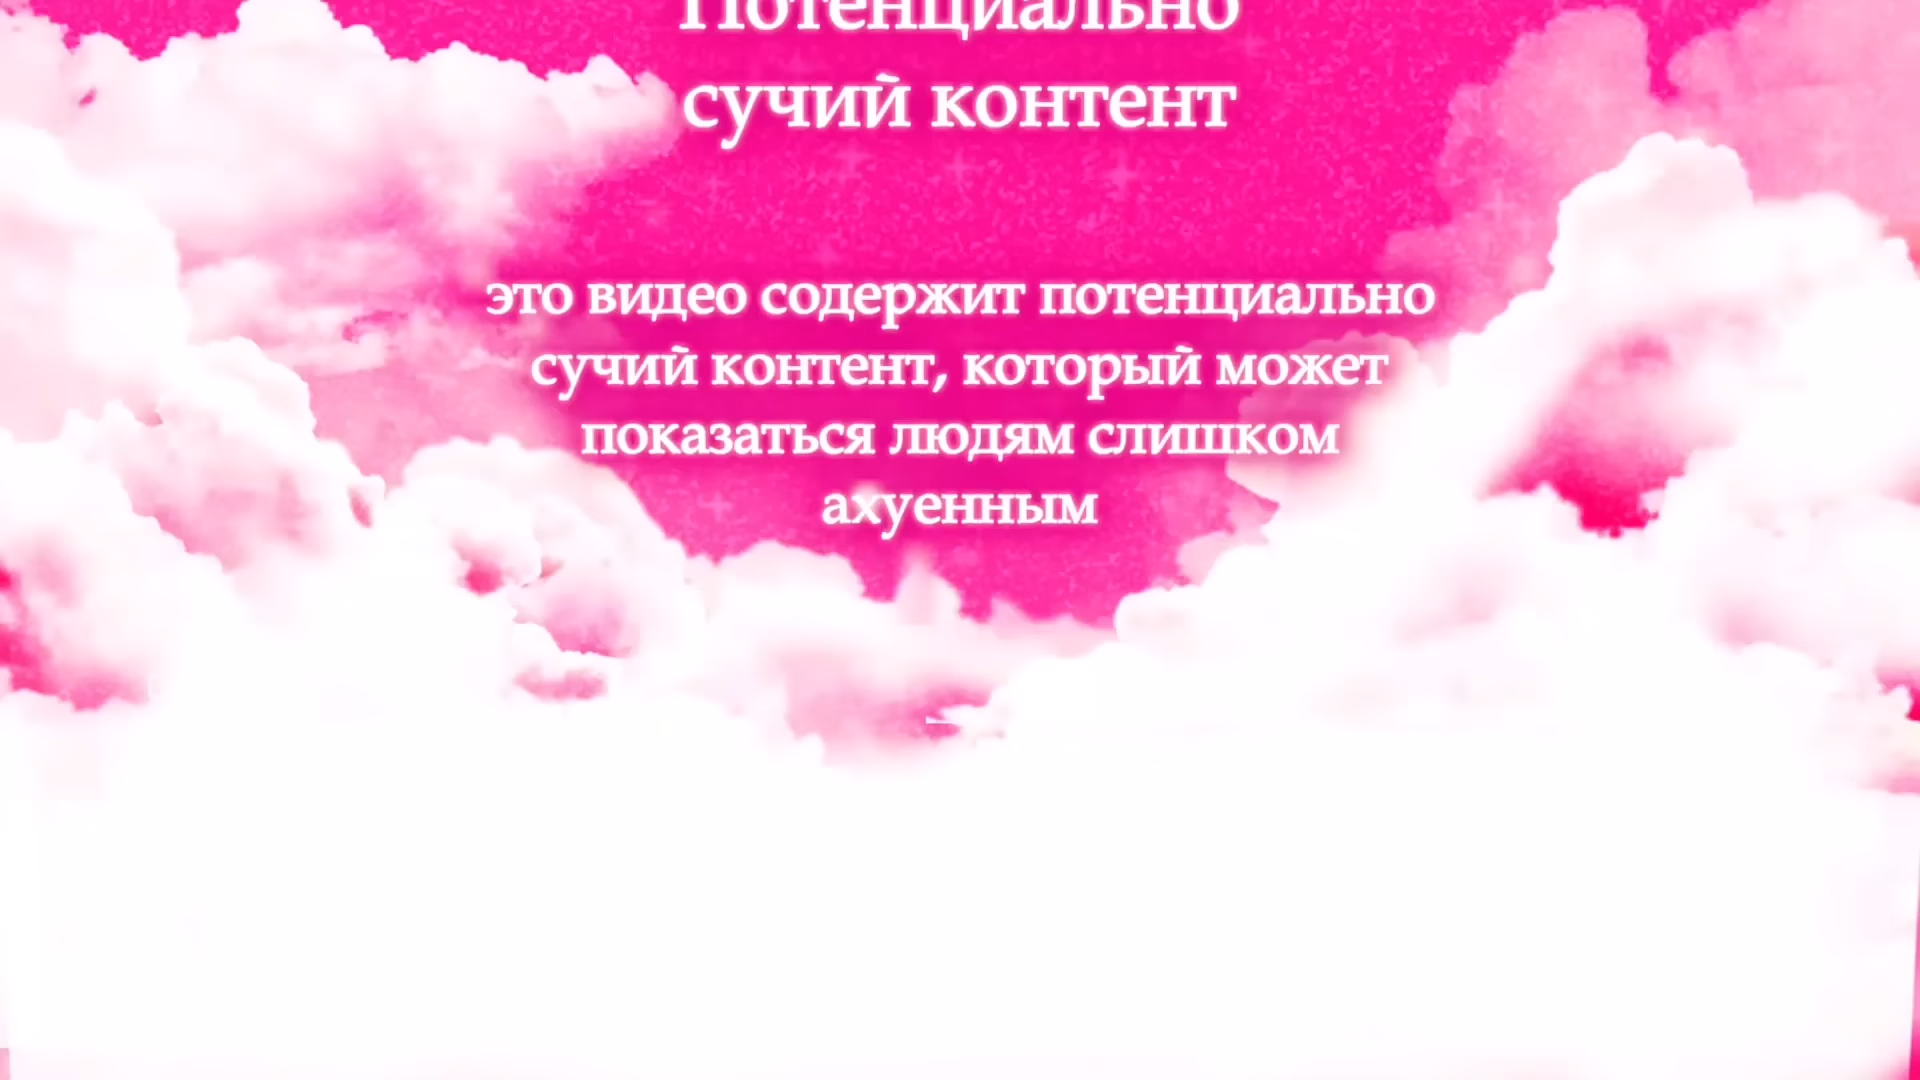 Потенциально
сучий контент
это видео содержит потенциально
сучий контент, который может
показаться людям слишком
ахуенным